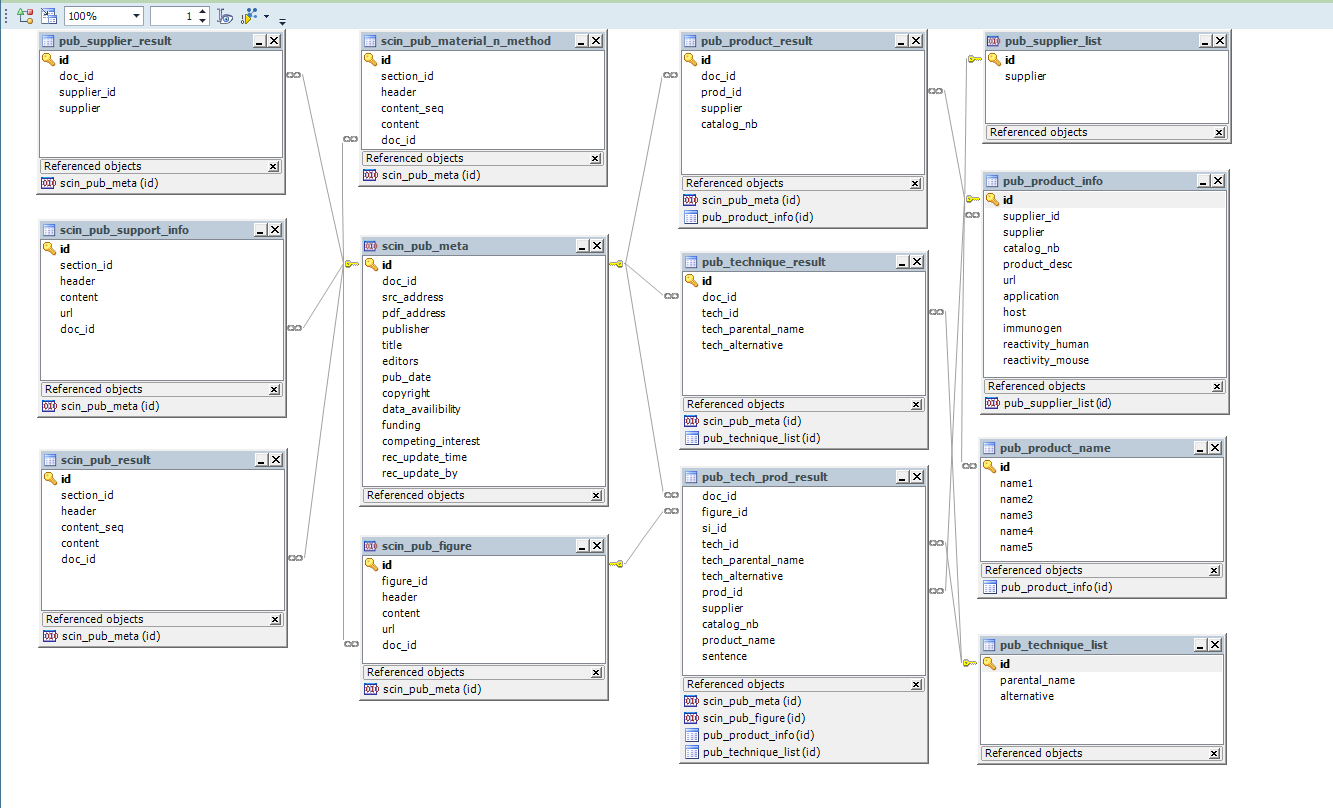 100%
1
pub_supplier_result
id
doc_id
supplier_id
supplier
Referenced objects
scin_pub_meta (id)
scin_pub_support_info
id
section_id
header
content
url
doc_id
Referenced objects
scin_pub_meta (id)
scin_pub_result
id
section_id
header
content_seq
content
doc_id
Referenced objects
scin_pub_meta (id)
scin_pub_material_n_method
id
section_id
header
content_seq
content
doc_id
Referenced objects
scin_pub_meta (id)
scin_pub_meta
id
doc_id
src_address
pdf_address
publisher
title
editors
pub_date
copyright
data_availibility
funding
competing_interest
rec_update_time
rec_update_by
Referenced objects
scin_pub_figure
id
figure_id
header
content
url
doc_id
Referenced objects
scin_pub_meta (id)
pub_product_result
id
doc_id
prod_id
supplier
catalog_nb
Referenced objects
scin_pub_meta (id)
pub_product_info (id)
pub_technique_result
id
doc_id
tech_id
tech_parental_name
tech_alternative
Referenced objects
scin_pub_meta (id)
pub_technique_list (id)
pub_tech_prod_result
doc_id
figure_id
si_id
tech_id
tech_parental_name
tech_alternative
prod_id
supplier
catalog_nb
product_name
sentence
Referenced objects
scin_pub_meta (id)
scin_pub_figure (id)
pub_product_info (id)
pub_technique_list (id)
pub_supplier_list
id
supplier
Referenced objects
pub_product_info
id
supplier_id
supplier
catalog_nb
product_desc
url
application
host
immunogen
reactivity_human
reactivity_mouse
Referenced objects
pub_supplier_list (id)
pub_product_name
id
name1
name2
name3
name4
name5
Referenced objects
pub_product_info (id)
pub_technique_list
id
parental_name
alternative
Referenced objects